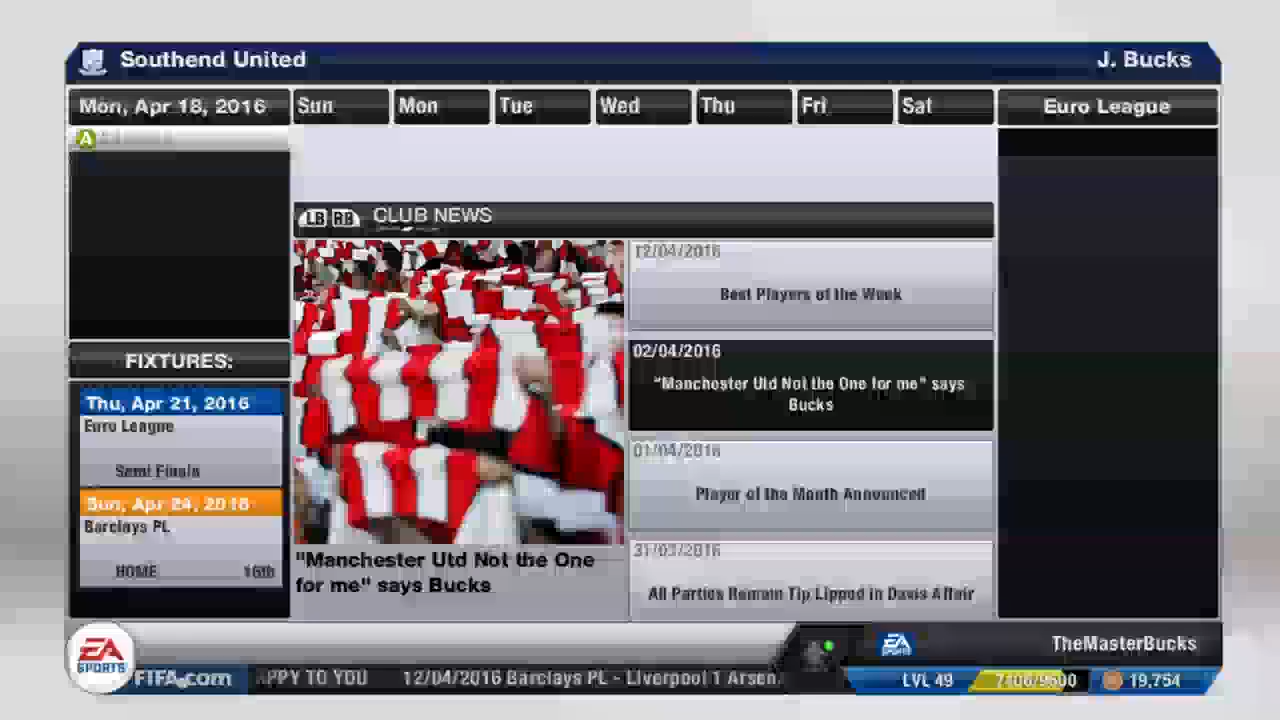 Southend United
J. Bucks
Mon, Apr 18, 2016
Sun
Mon
Tue
Wed
Thu
Fri
Sat
Euro League
A
LB RB CLUB NEWS
12/04/2016
Best Players of the Week
02/04/2016
"Manchester Utd Not the One for me" says
Bucks
01/04/2016
Player of the Month Announced
31/03/2016
All Parties Remain Tip Lipped in Davis Affair
"Manchester Utd Not the One
for me" says Bucks
FIXTURES:
Thu, Apr 21, 2016
Euro League
Semi Finals
Sun, Apr 24, 2016
Barclays PL
HOME 16th
EA
SPORTS
FIFA.com
APPY TO YOU 12/04/2016 Barclays PL - Liverpool 1 Arsen
EA
SPORTS
TheMasterBucks
LVL 49
19,754